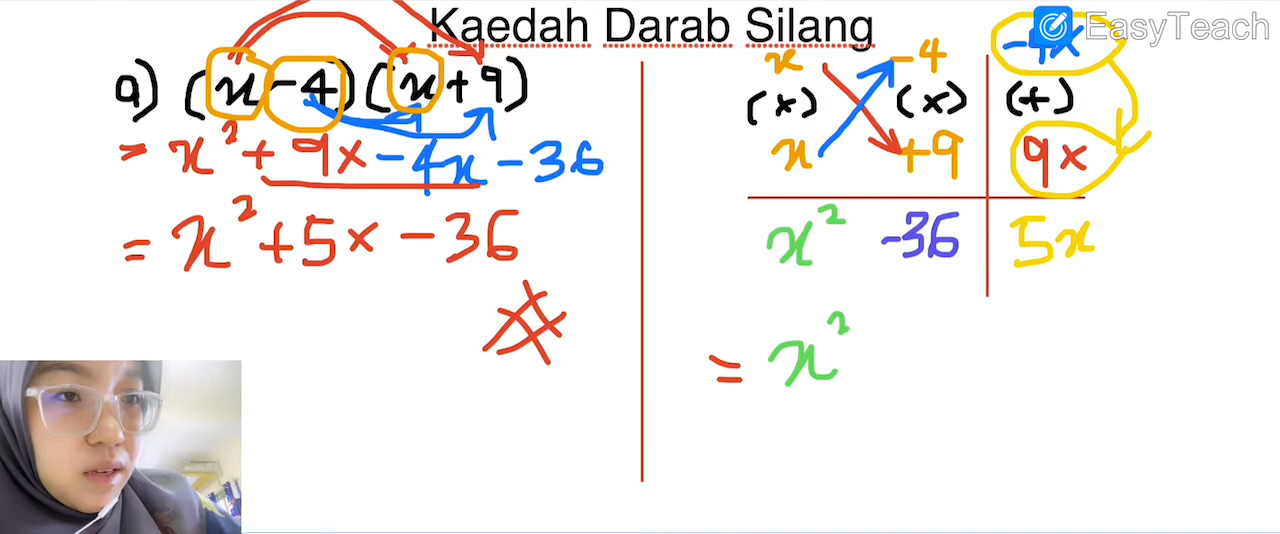 Kaedah Darab Silang
EasyTeach
a) (x - 4) (x + 9)
= x² + 9x - 4x - 36
= x² + 5x - 36
x -4 -4x
(x) (x) (+)
x +9 9x
x² -36 5x
= x²